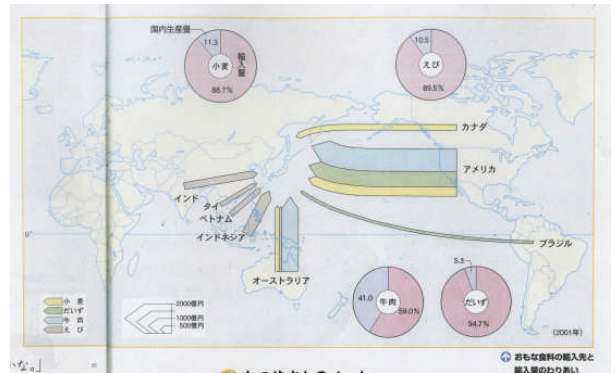 国内生産量
11.3
小麦
輸入量
88.7%
10.5
えび
89.5%
カナダ
アメリカ
インド
タイ
ベトナム
インドネシア
0°
オーストラリア
ブラジル
41.0
牛肉
59.0%
5.3
だいず
94.7%
小麦
だいず
牛肉
えび
2000億円
1000億円
500億円
(2001年)
おもな食料の輸入先と
輸入量のわりあい